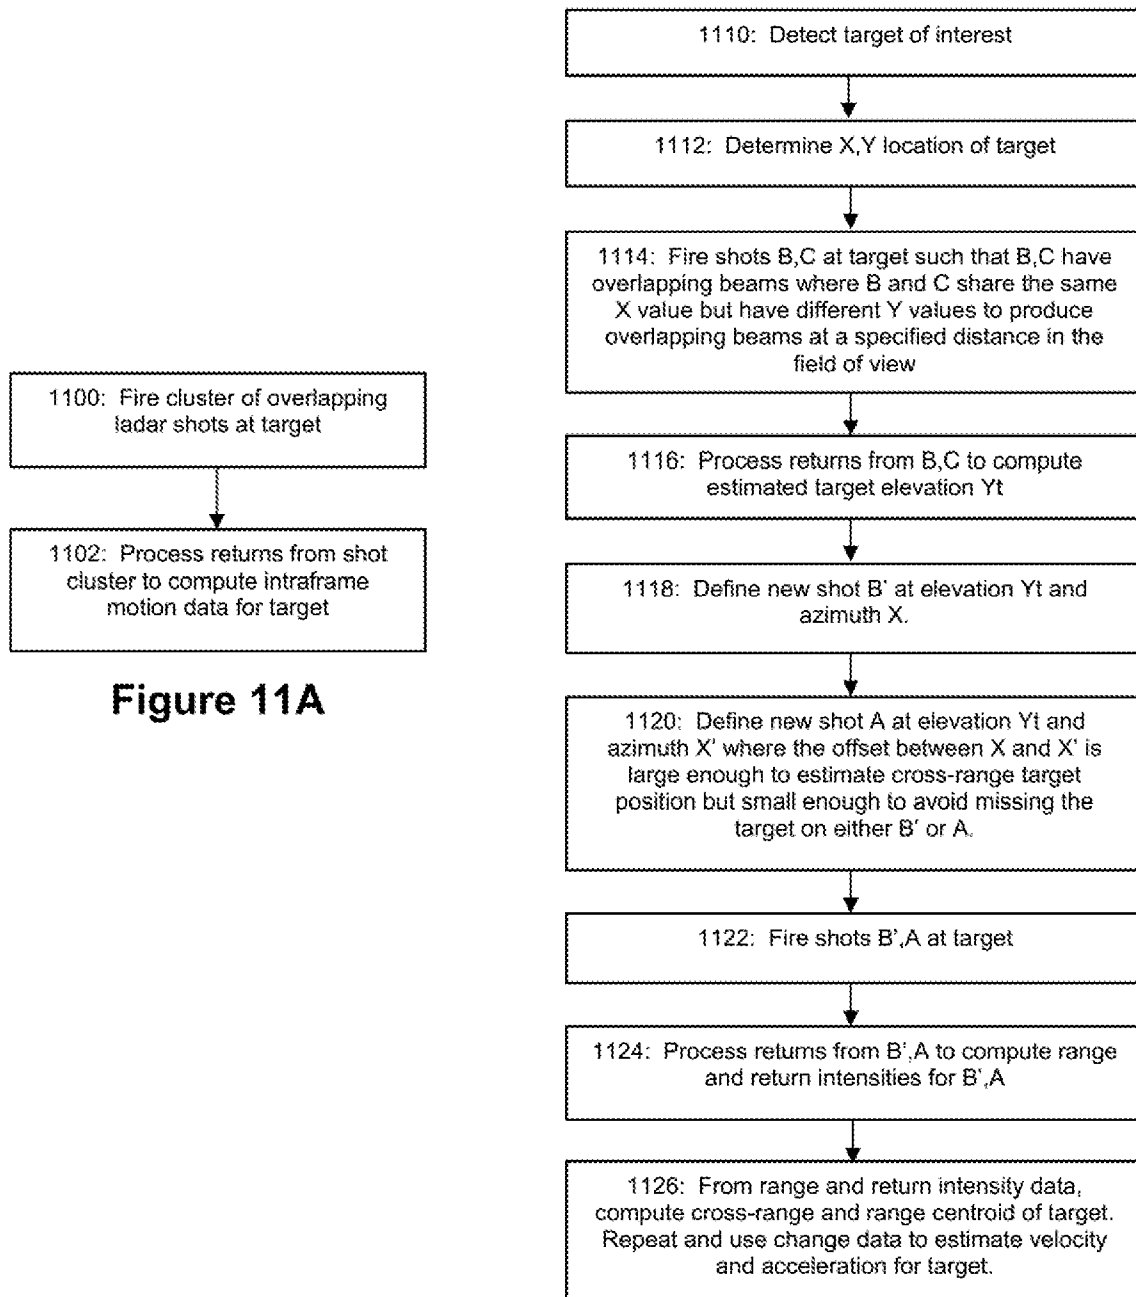 1100: Fire cluster of overlapping
ladar shots at target
1102: Process returns from shot
cluster to compute intraframe
motion data for target
Figure 11A
1110: Detect target of interest
1112: Determine X,Y location of target
1114: Fire shots B,C at target such that B,C have
overlapping beams where B and C share the same
X value but have different Y values to produce
overlapping beams at a specified distance in the
field of view
1116: Process returns from B,C to compute
estimated target elevation Yt
1118: Define new shot B' at elevation Yt and
azimuth X.
1120: Define new shot A at elevation Yt and
azimuth X' where the offset between X and X' is
large enough to estimate cross-range target
position but small enough to avoid missing the
target on either B' or A.
1122: Fire shots B',A at target
1124: Process returns from B',A to compute range
and return intensities for B',A
1126: From range and return intensity data,
compute cross-range and range centroid of target.
Repeat and use change data to estimate velocity
and acceleration for target.